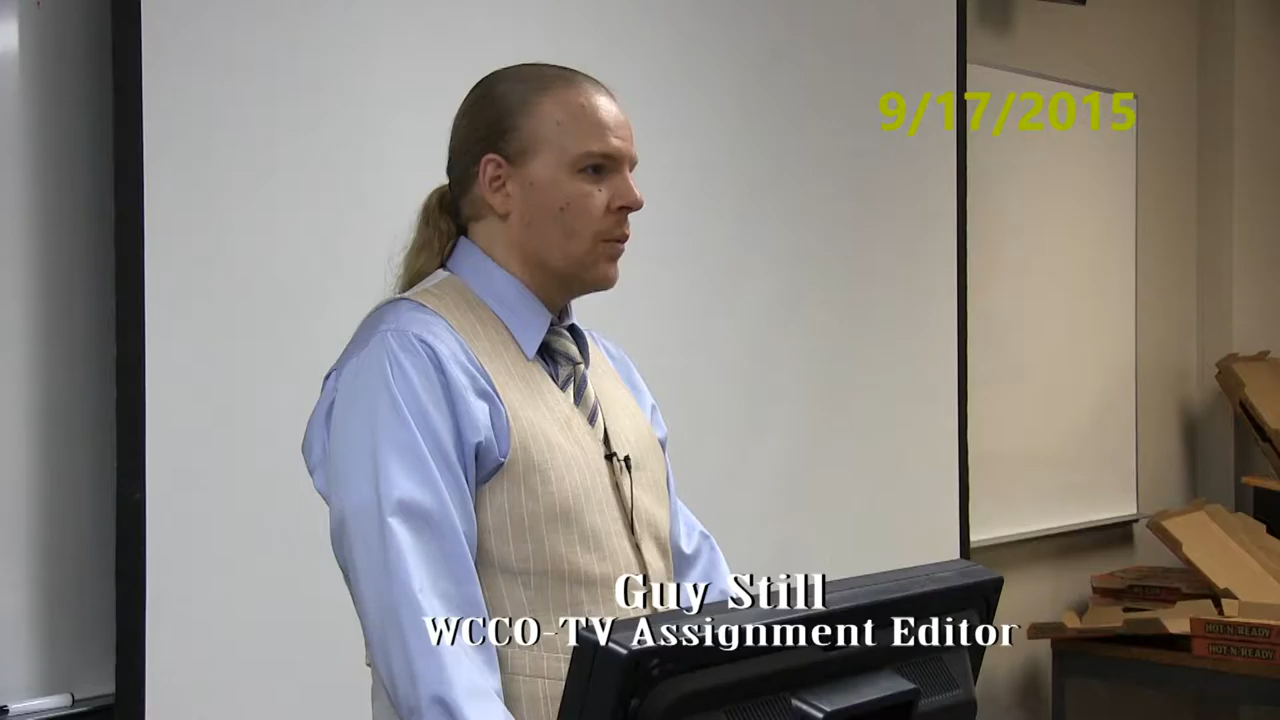 9/17/2015
Guy Still
WCCO-TV Assignment Editor
HOT-N-READY
HOT-N-READY